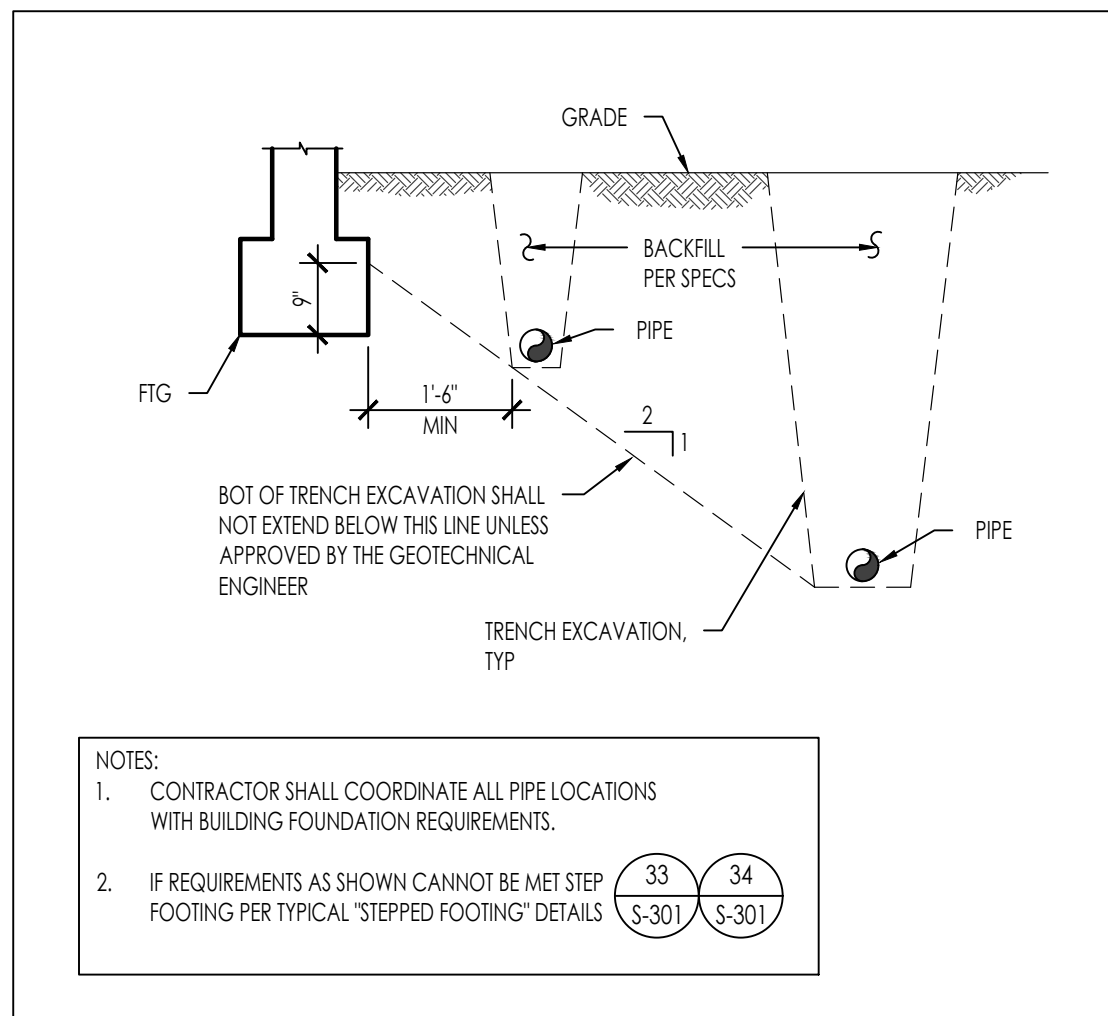 GRADE
BACKFILL
PER SPECS
9"
PIPE
FTG
1'-6"
MIN
2
1
BOT OF TRENCH EXCAVATION SHALL
NOT EXTEND BELOW THIS LINE UNLESS
APPROVED BY THE GEOTECHNICAL
ENGINEER
PIPE
TRENCH EXCAVATION,
TYP
NOTES:
1. CONTRACTOR SHALL COORDINATE ALL PIPE LOCATIONS
WITH BUILDING FOUNDATION REQUIREMENTS.
2. IF REQUIREMENTS AS SHOWN CANNOT BE MET STEP
FOOTING PER TYPICAL "STEPPED FOOTING" DETAILS
33 34
S-301 S-301